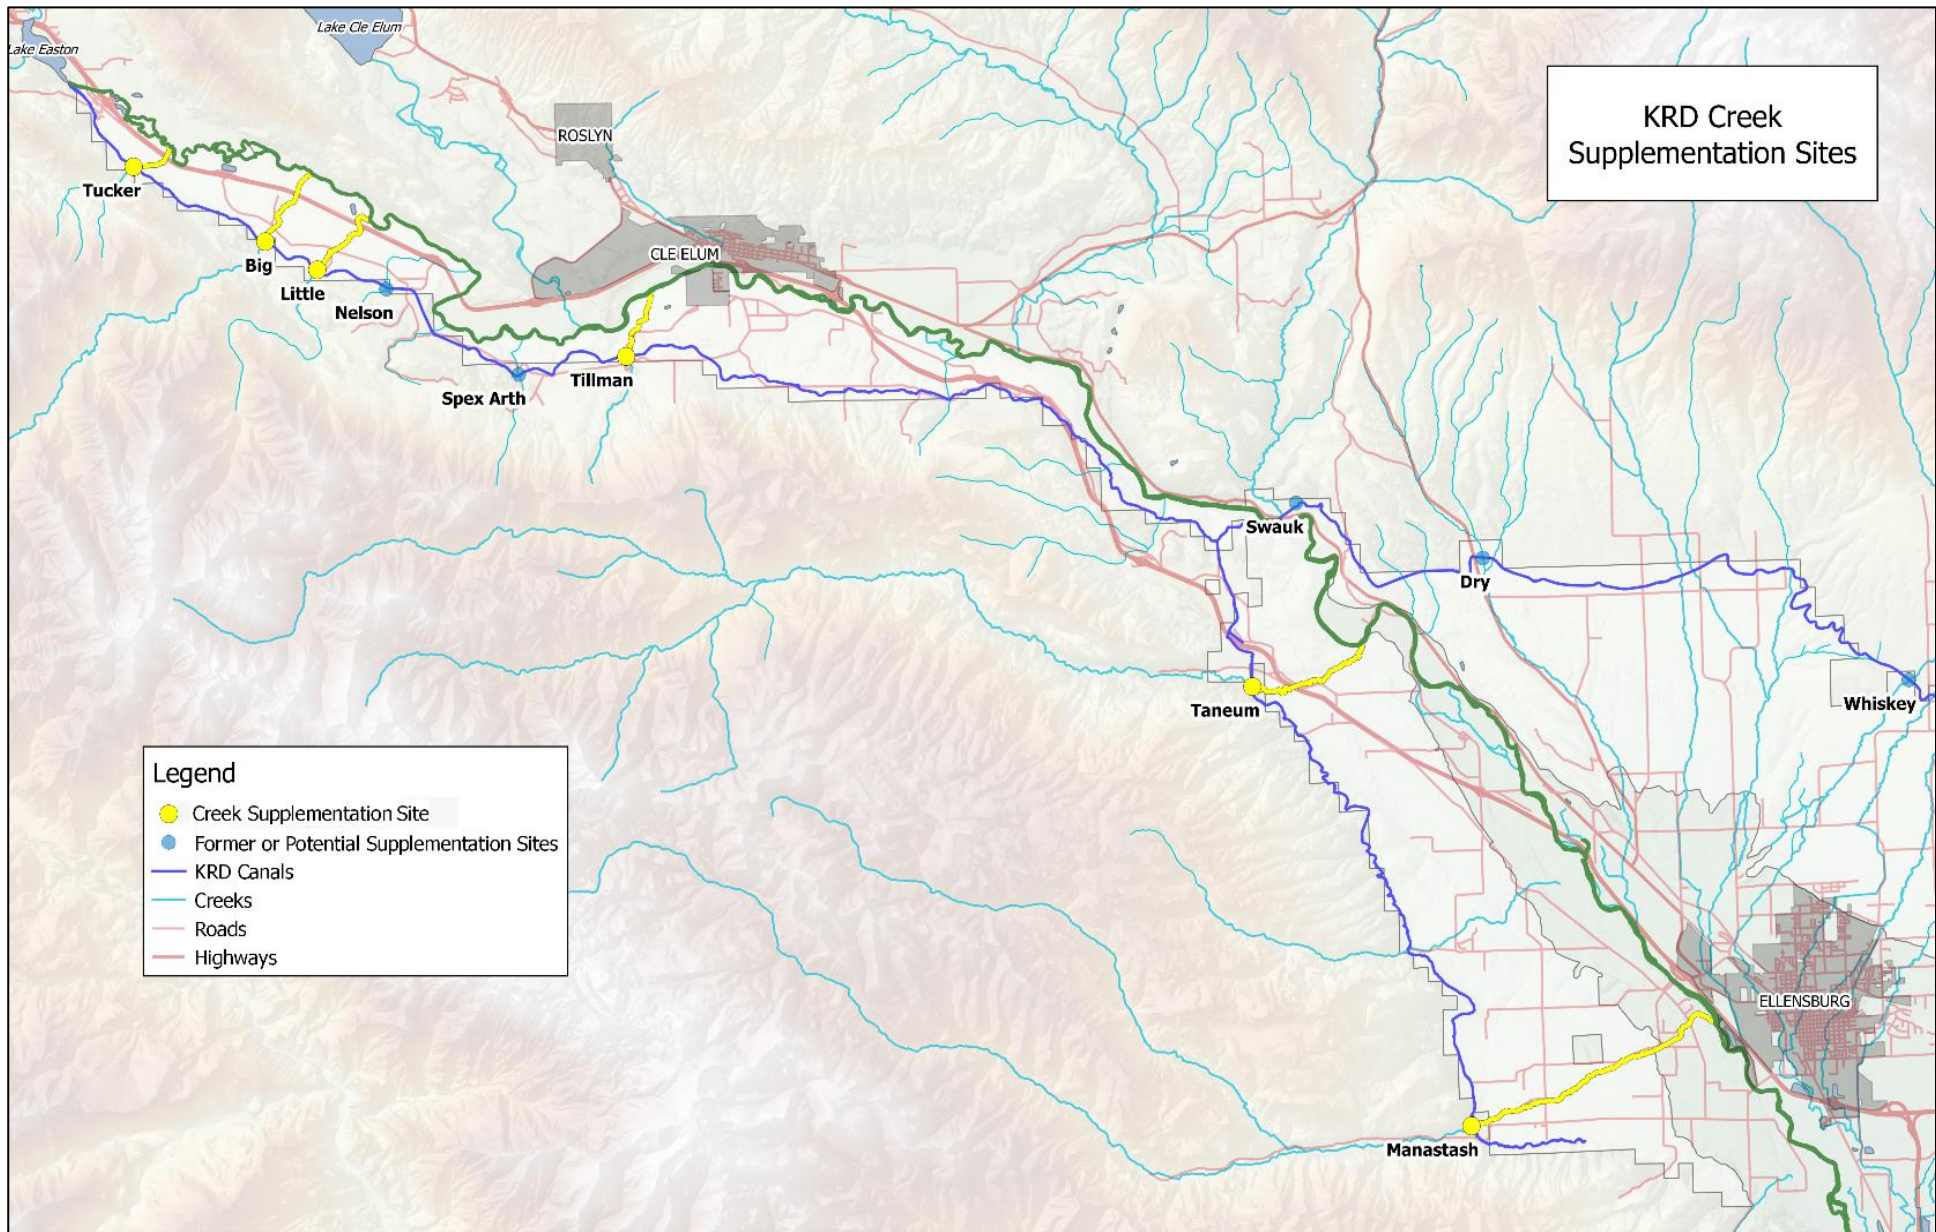 Lake Easton
Lake Cle Elum
ROSLYN
KRD Creek
Supplementation Sites
Tucker
Big
CLE ELUM
Little
Nelson
Spex Arth
Tillman
Swauk
Dry
Taneum
Whiskey
Legend
Creek Supplementation Site
Former or Potential Supplementation Sites
KRD Canals
Creeks
Roads
Highways
ELLENSBURG
Manastash